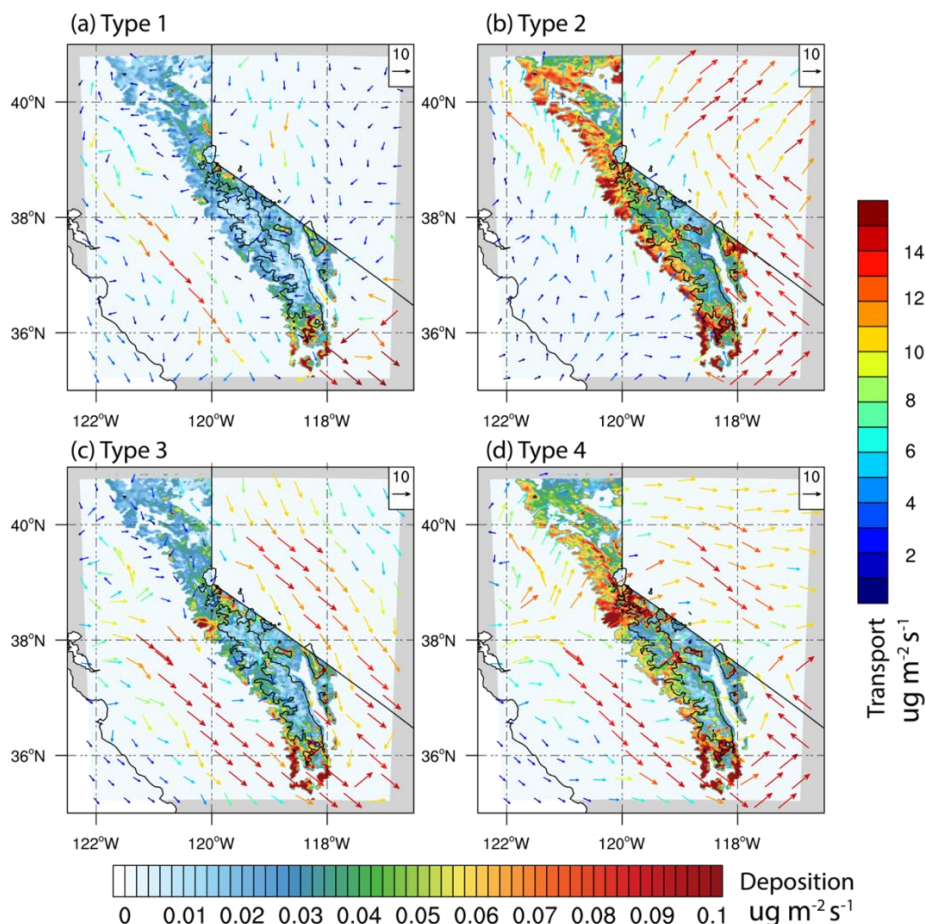 (a) Type 1
(b) Type 2
10
10
40°N
38°N
36°N
40°N
38°N
36°N
122°W 120°W 118°W
122°W 120°W 118°W
(c) Type 3
(d) Type 4
10
10
40°N
38°N
36°N
40°N
38°N
36°N
122°W 120°W 118°W
122°W 120°W 118°W
14
12
10
8
6
4
2
Transport
ug m⁻² s⁻¹
0 0.01 0.02 0.03 0.04 0.05 0.06 0.07 0.08 0.09 0.1
Deposition
ug m⁻² s⁻¹